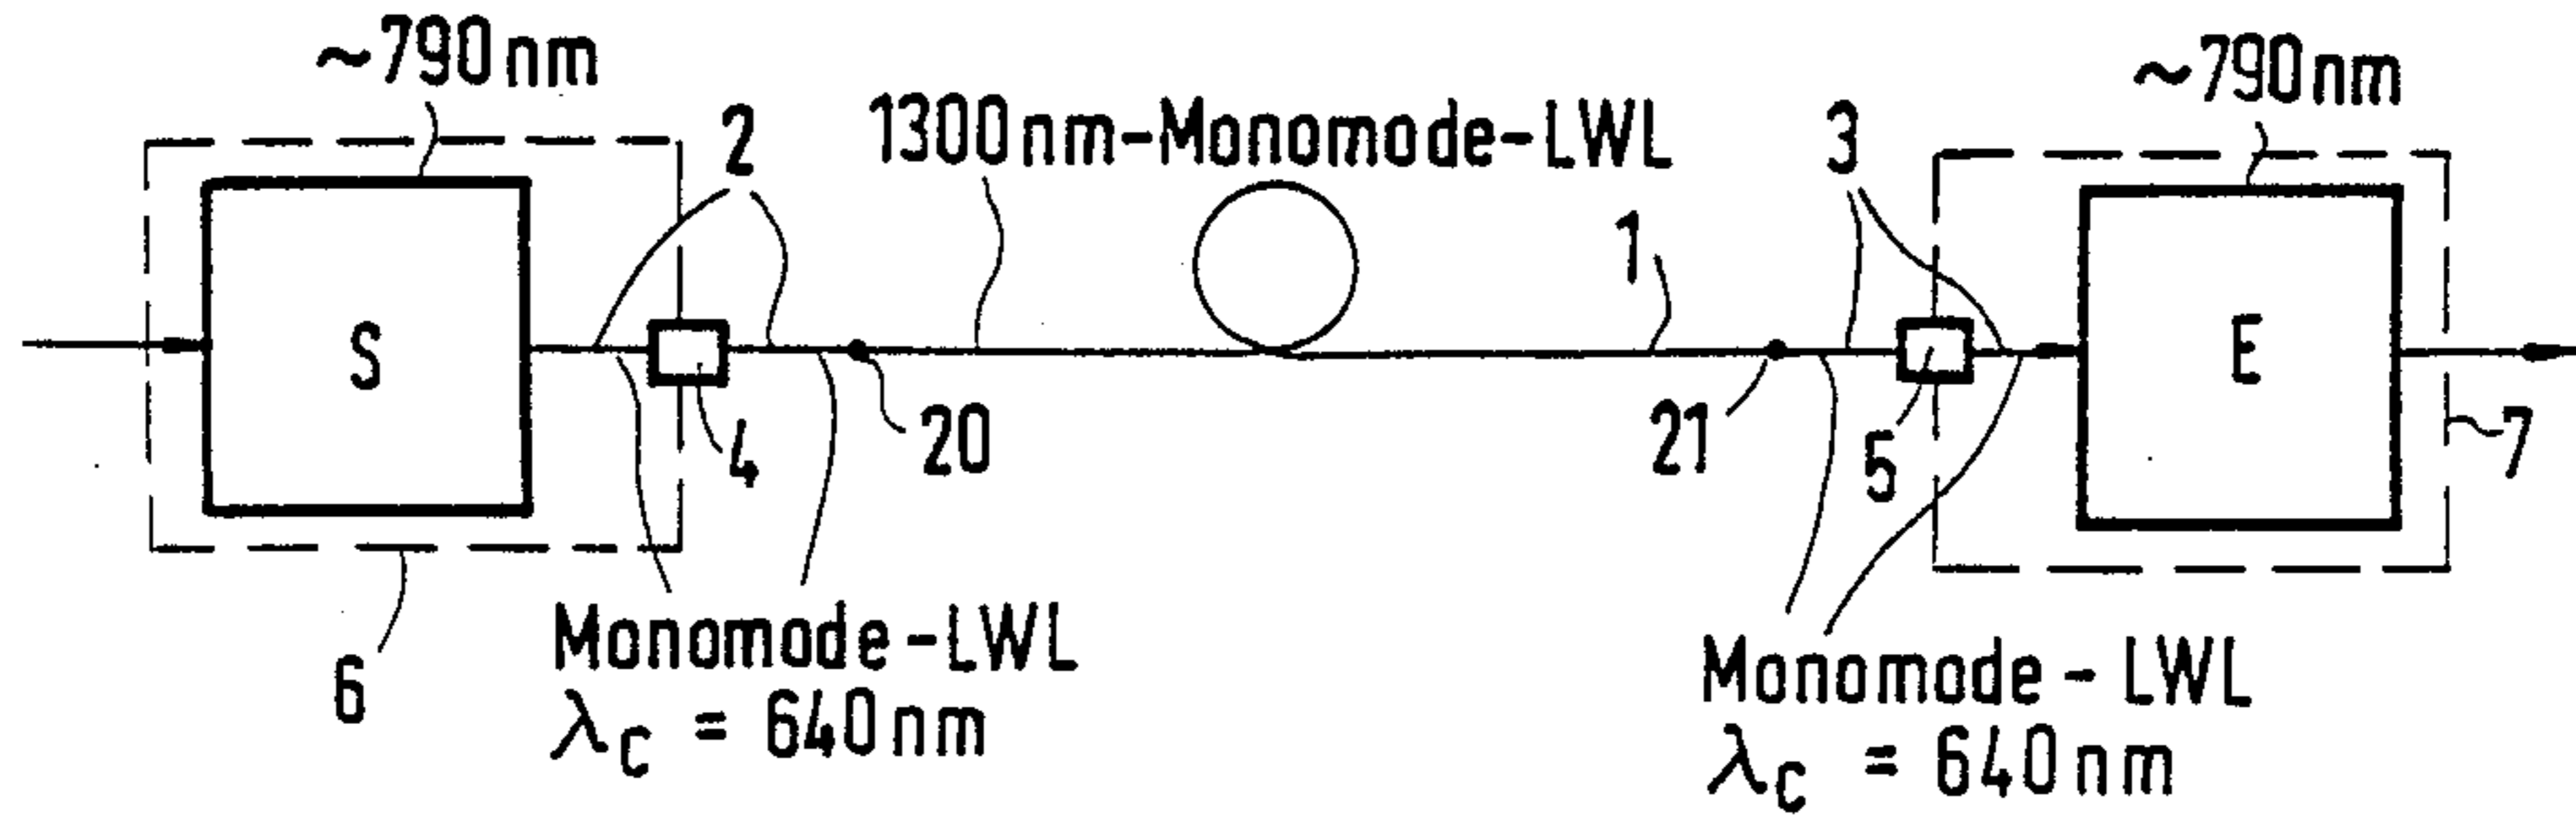 ~790nm
~790nm
2
1300nm-Monomode-LWL
3
1
S
E
4
20
21
5
7
6
Monomode-LWL
λc = 640nm
Monomode-LWL
λc = 640nm